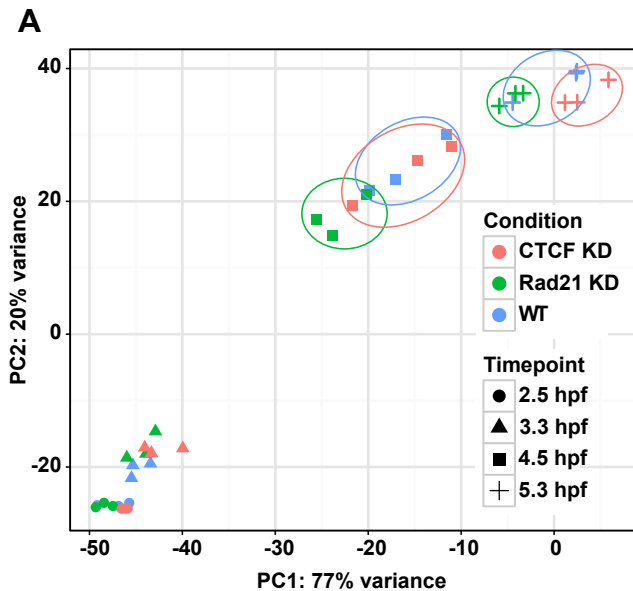 A
PC2: 20% variance
40
20
0
-20
-50
-40
-30
-20
-10
0
PC1: 77% variance
Condition
CTCF KD
Rad21 KD
WT
Timepoint
2.5 hpf
3.3 hpf
4.5 hpf
5.3 hpf